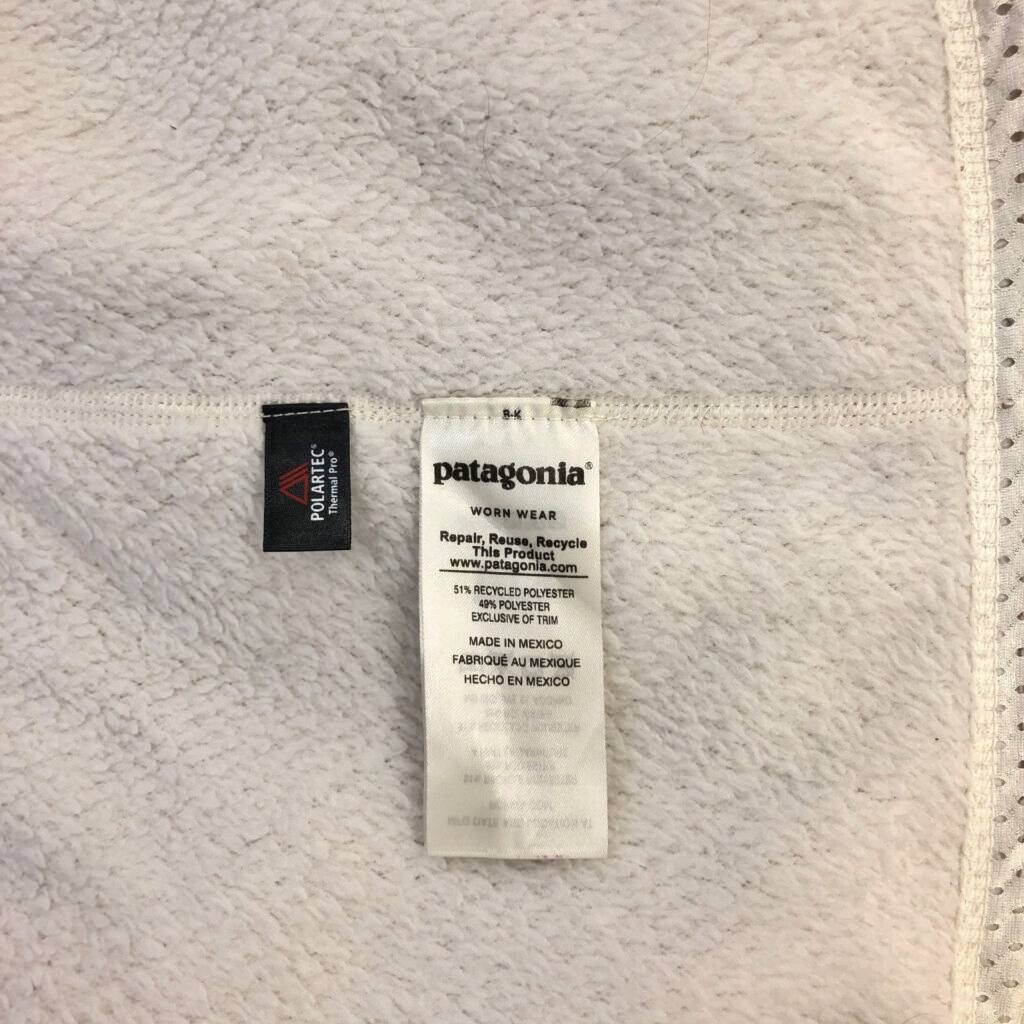 POLARTEC®
Thermal Pro®
patagonia®
WORN WEAR
Repair, Reuse, Recycle
This Product
www.patagonia.com
51% RECYCLED POLYESTER
49% POLYESTER
EXCLUSIVE OF TRIM
MADE IN MEXICO
FABRIQUÉ AU MEXIQUE
HECHO EN MEXICO